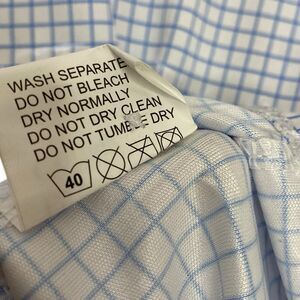 WASH SEPARATE
DO NOT BLEACH
DRY NORMALLY
DO NOT DRY CLEAN
DO NOT TUMBLE DRY
40